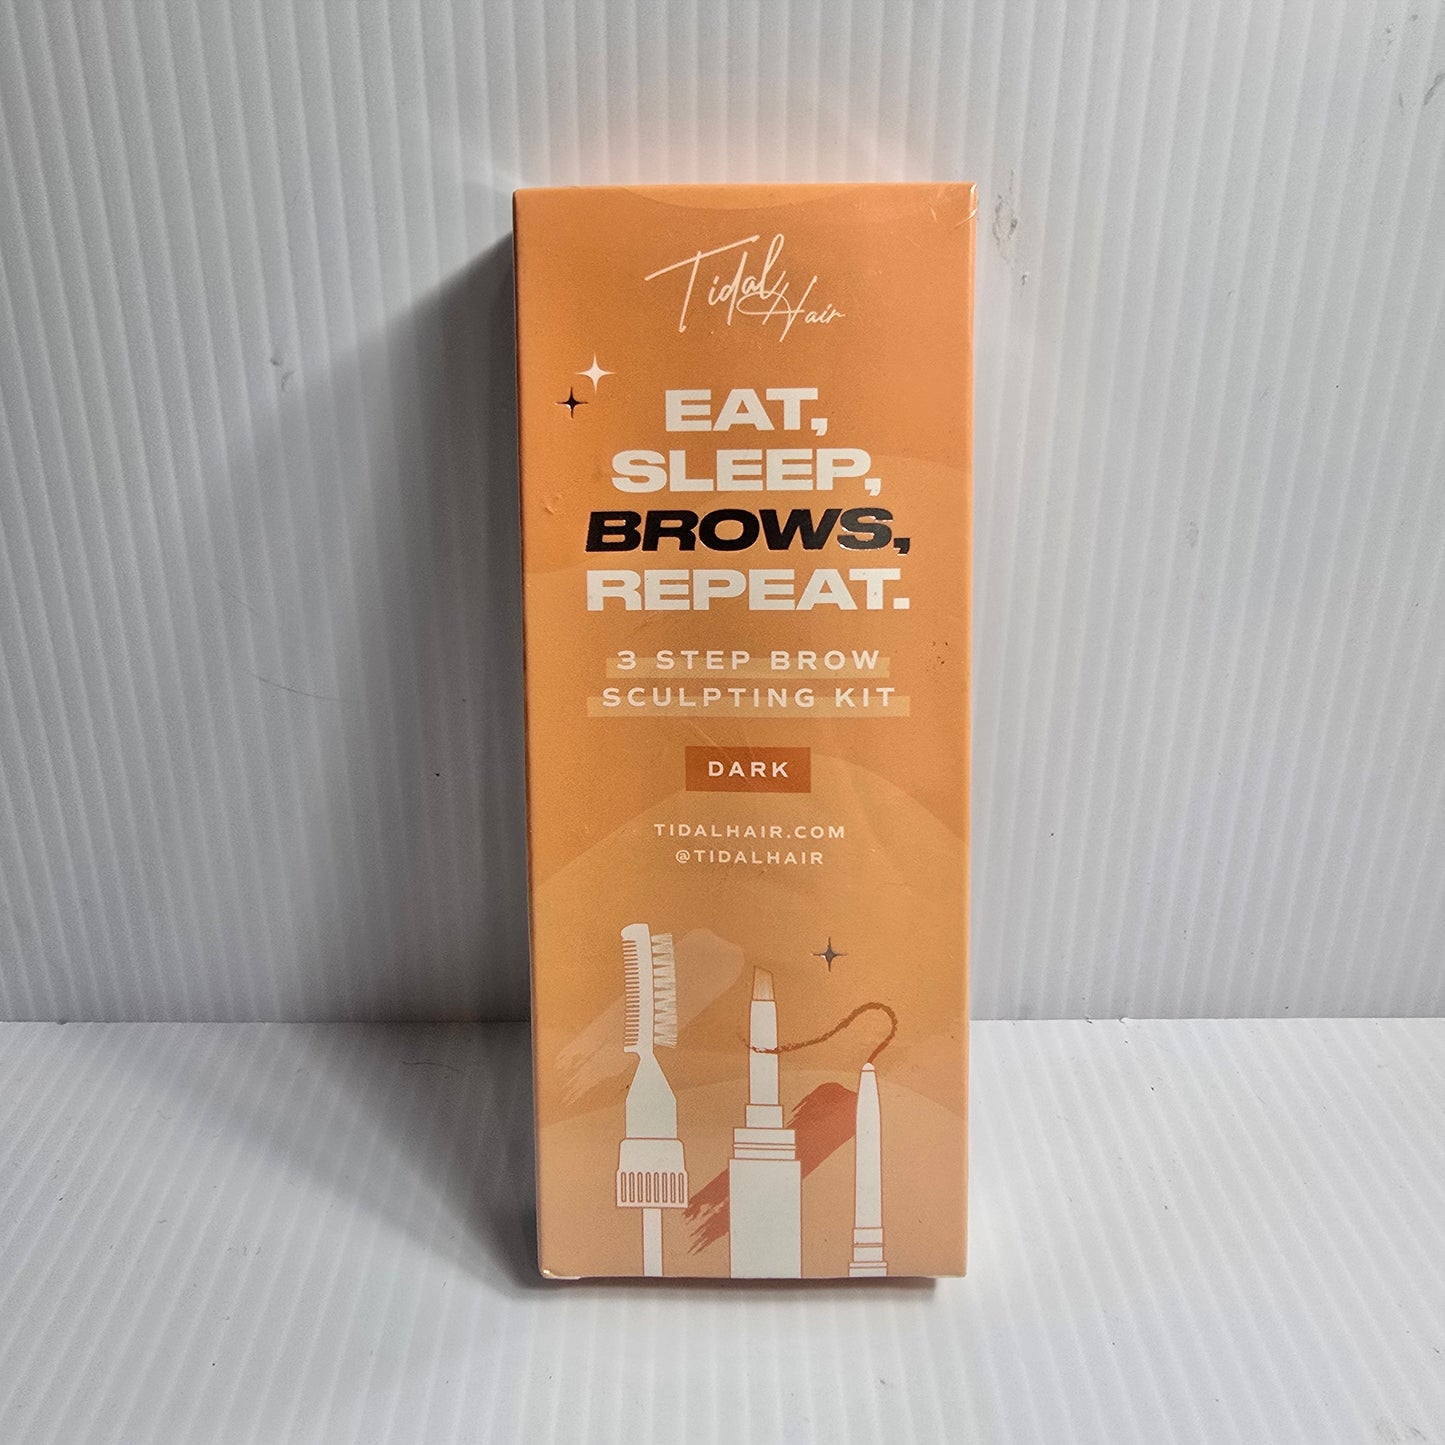 Tidal
Hair
EAT,
SLEEP,
BROWS,
REPEAT.
3 STEP BROW
SCULPTING KIT
DARK
TIDALHAIR.COM
@TIDALHAIR